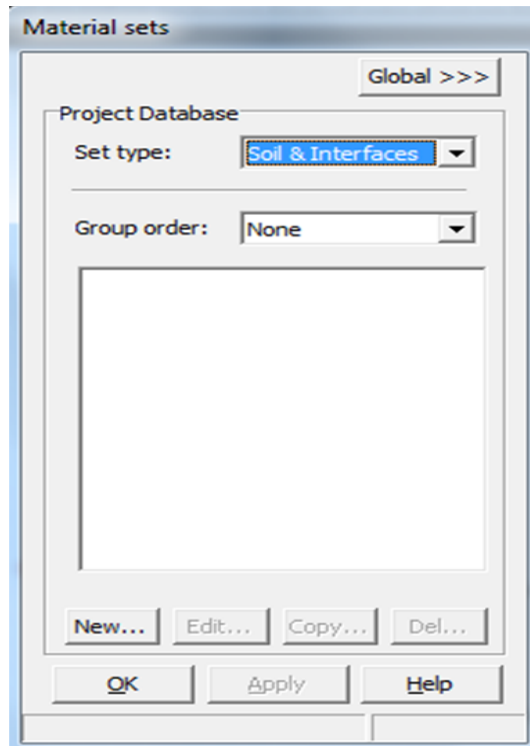 Material sets
Global >>>
Project Database
Set type: Soil & Interfaces
Group order: None
New... Edit... Copy... Del...
OK Apply Help